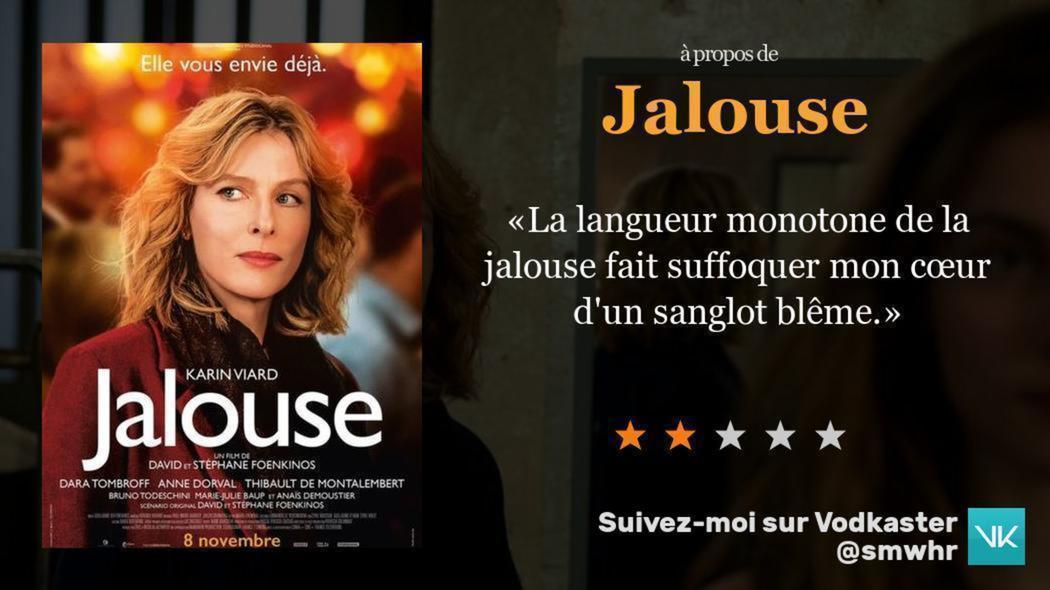 Elle vous envie déjà.
KARIN VIARD
Jalouse
UN FILM DE
DAVID ET STÉPHANE FOENKINOS
DARA TOMBROFF ANNE DORVAL THIBAULT DE MONTALEMBERT
BRUNO TODESCHINI MARIE-JULIE BAUP ET ANAÏS DEMOUSTIER
SCÉNARIO ORIGINAL DAVID ET STÉPHANE FOENKINOS
8 novembre
à propos de
Jalouse
«La langueur monotone de la
jalouse fait suffoquer mon cœur
d'un sanglot blême.»
Suivez-moi sur Vodkaster
@smwhr
VK